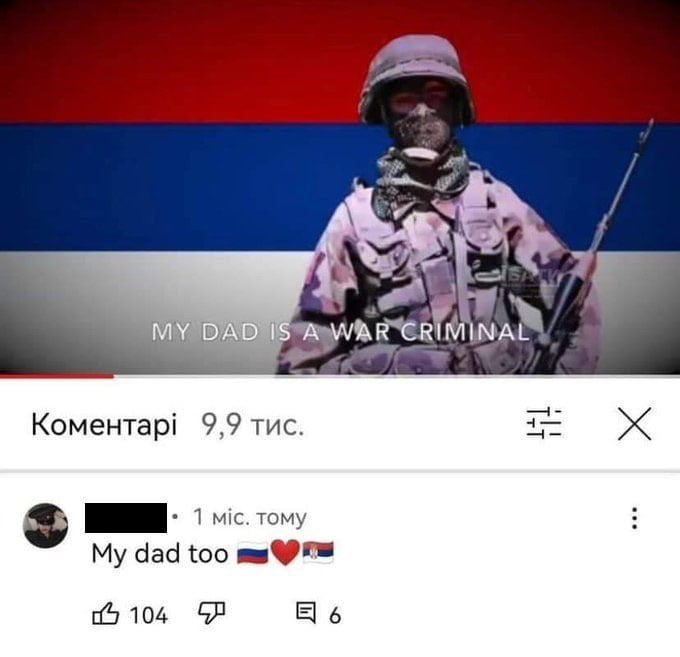 MY DAD IS A WAR CRIMINAL
Коментарі 9,9 тис.
• 1 міс. тому
My dad too 🇷🇺❤️🇷🇸
104 6